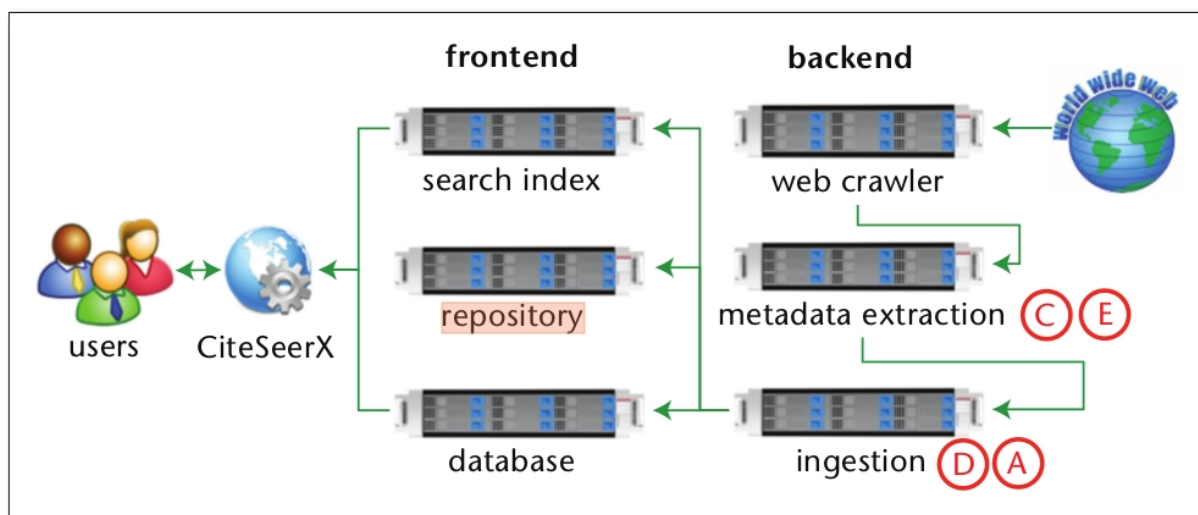 frontend
backend
world wide web
search index
web crawler
users
CiteSeerX
repository
metadata extraction C E
database
ingestion D A